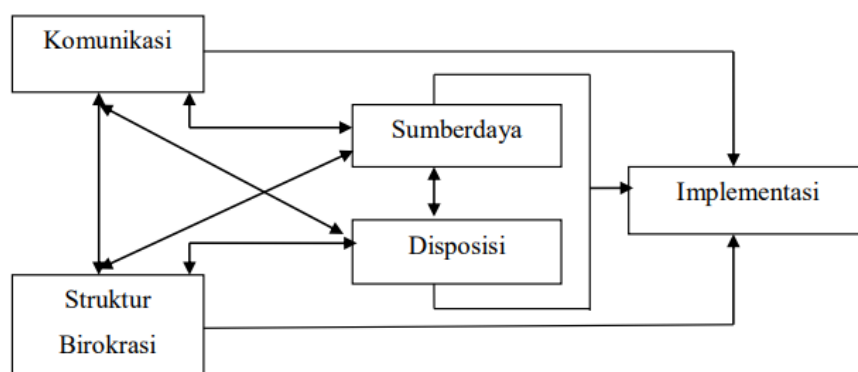 Komunikasi
Sumberdaya
Implementasi
Disposisi
Struktur
Birokrasi